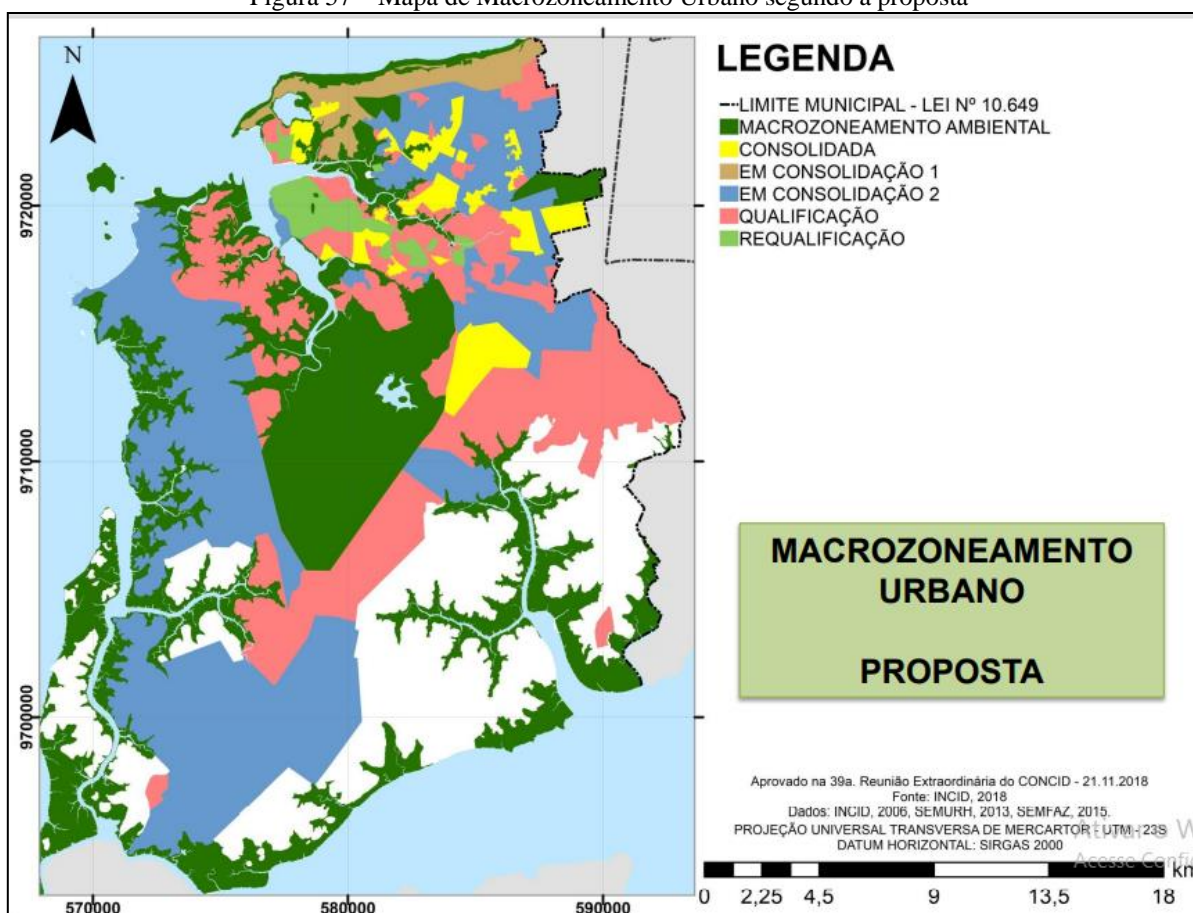 Figura 37 – Mapa de Macrozoneamento Urbano segundo a proposta
N
9720000
9710000
9700000
570000
580000
590000
LEGENDA
LIMITE MUNICIPAL - LEI Nº 10.649
MACROZONEAMENTO AMBIENTAL
CONSOLIDADA
EM CONSOLIDAÇÃO 1
EM CONSOLIDAÇÃO 2
QUALIFICAÇÃO
REQUALIFICAÇÃO
MACROZONEAMENTO
URBANO
PROPOSTA
Aprovado na 39a. Reunião Extraordinária do CONCID - 21.11.2018
Fonte: INCID, 2018
Dados: INCID, 2006, SEMURH, 2013, SEMFAZ, 2015.
PROJEÇÃO UNIVERSAL TRANSVERSA DE MERCARTOR - UTM - 23S
DATUM HORIZONTAL: SIRGAS 2000
km
0 2,25 4,5 9 13,5 18